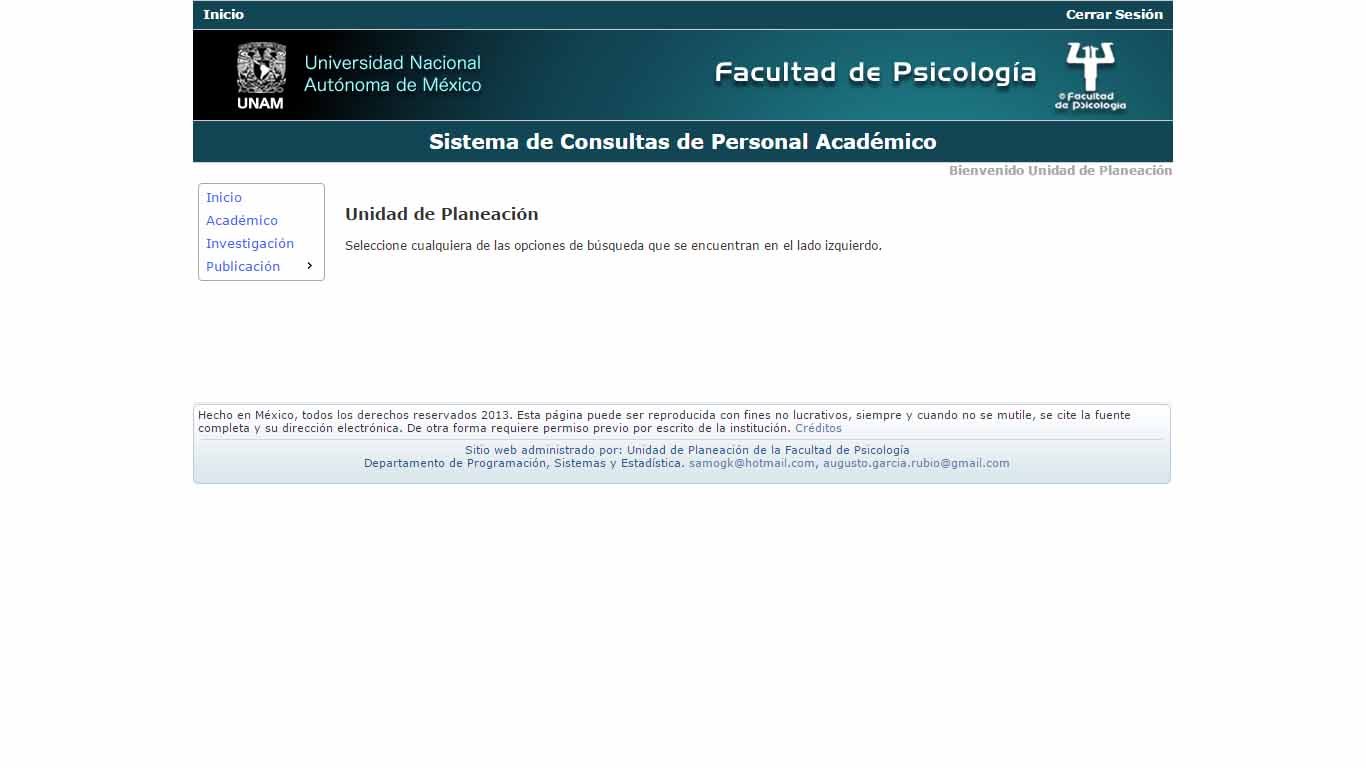 Inicio
Cerrar Sesión
UNAM
Universidad Nacional
Autónoma de México
Facultad de Psicología
© Facultad
de Psicología
Sistema de Consultas de Personal Académico
Bienvenido Unidad de Planeación
Inicio
Académico
Investigación
Publicación
Unidad de Planeación
Seleccione cualquiera de las opciones de búsqueda que se encuentran en el lado izquierdo.
Hecho en México, todos los derechos reservados 2013. Esta página puede ser reproducida con fines no lucrativos, siempre y cuando no se mutile, se cite la fuente
completa y su dirección electrónica. De otra forma requiere permiso previo por escrito de la institución. Créditos
Sitio web administrado por: Unidad de Planeación de la Facultad de Psicología
Departamento de Programación, Sistemas y Estadística. samogk@hotmail.com, augusto.garcia.rubio@gmail.com